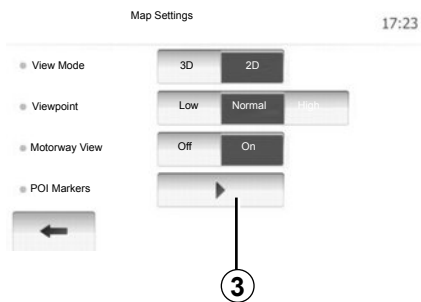 Map Settings 17:23
View Mode 3D 2D
Viewpoint Low Normal High
Motorway View Off On
POI Markers
3